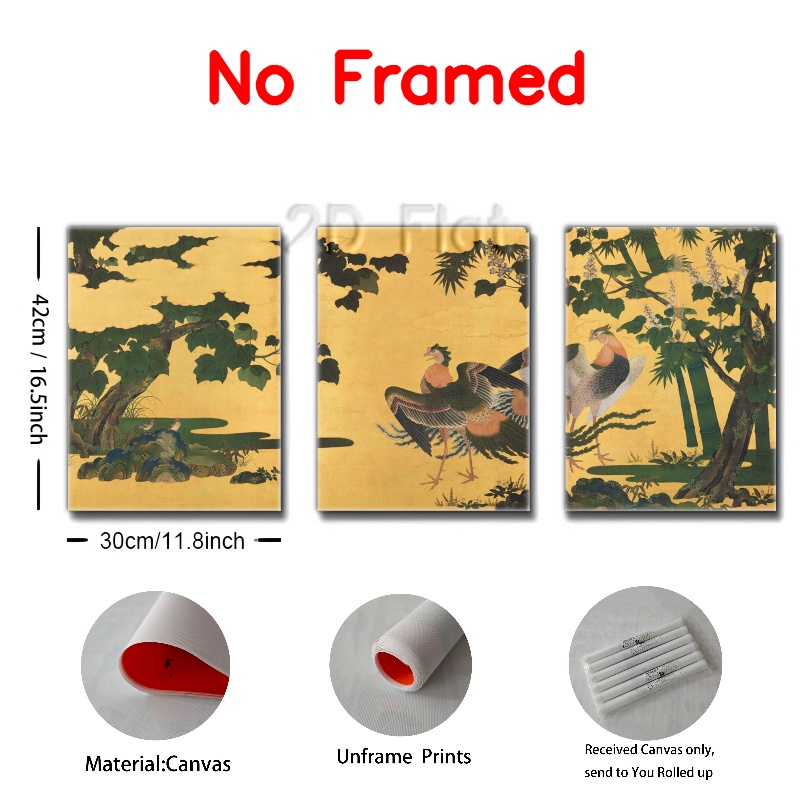 No Framed
2D Flat
42cm / 16.5inch
30cm/11.8inch
Material:Canvas
Unframe Prints
Received Canvas only,
send to You Rolled up